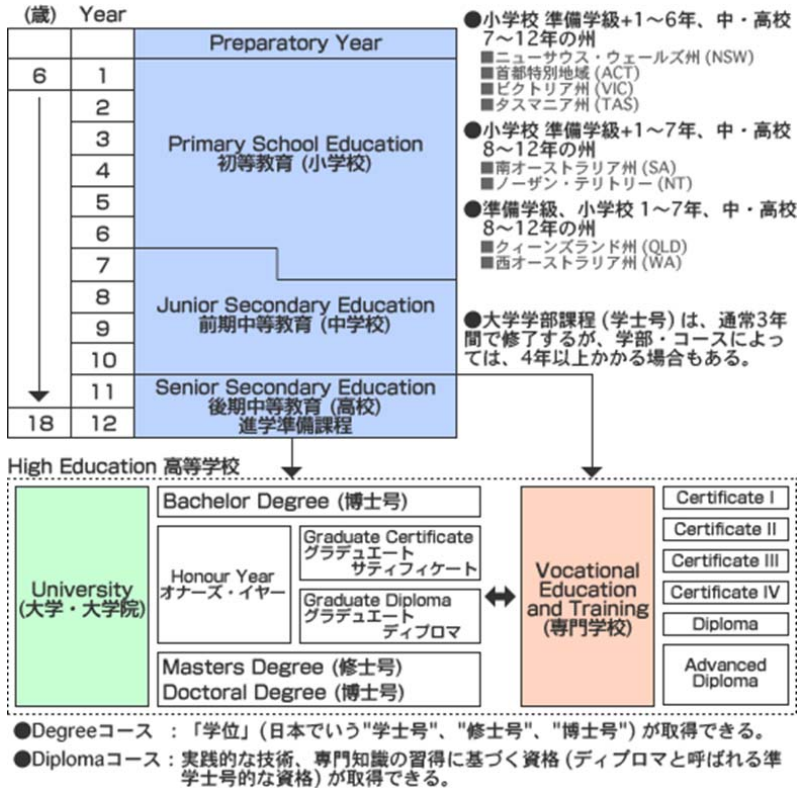 (歳) Year
Preparatory Year
6 1
2
3
4
5
6
7
8
9
10
11
18 12
Primary School Education
初等教育 (小学校)
Junior Secondary Education
前期中等教育 (中学校)
Senior Secondary Education
後期中等教育 (高校)
進学準備課程
●小学校 準備学級+1〜6年、中・高校
7〜12年の州
■ニューサウス・ウェールズ州 (NSW)
■首都特別地域 (ACT)
■ビクトリア州 (VIC)
■タスマニア州 (TAS)
●小学校 準備学級+1〜7年、中・高校
8〜12年の州
■南オーストラリア州 (SA)
■ノーザン・テリトリー (NT)
●準備学級、小学校 1〜7年、中・高校
8〜12年の州
■クィーンズランド州 (QLD)
■西オーストラリア州 (WA)
●大学学部課程 (学士号) は、通常3年
間で修了するが、学部・コースによっ
ては、4年以上かかる場合もある。
High Education 高等学校
University
(大学・大学院)
Bachelor Degree (博士号)
Honour Year
オナーズ・イヤー
Graduate Certificate
グラデュエート
サティフィケート
Graduate Diploma
グラデュエート
ディプロマ
Masters Degree (修士号)
Doctoral Degree (博士号)
Vocational
Education
and Training
(専門学校)
Certificate I
Certificate II
Certificate III
Certificate IV
Diploma
Advanced
Diploma
●Degreeコース ：「学位」(日本でいう"学士号"、"修士号"、"博士号") が取得できる。
●Diplomaコース：実践的な技術、専門知識の習得に基づく資格 (ディプロマと呼ばれる準
学士号的な資格) が取得できる。